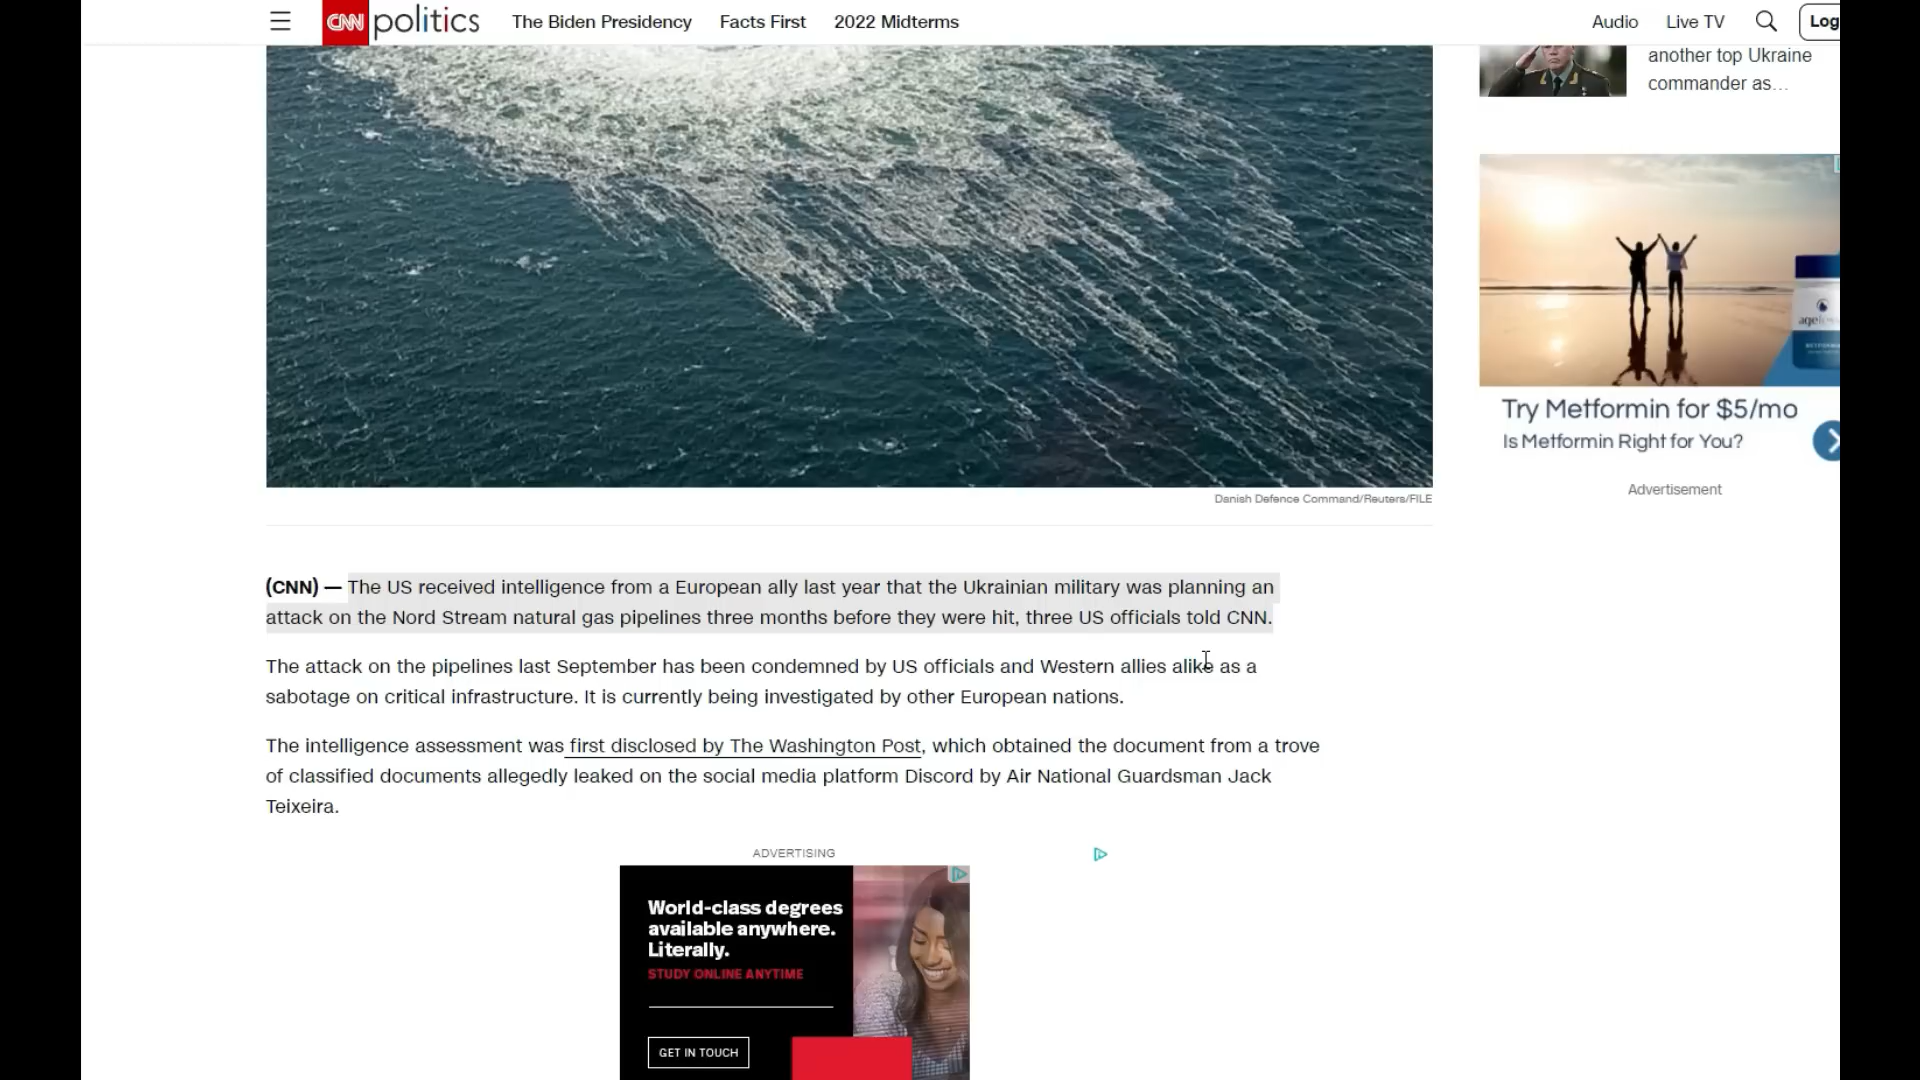 CNN politics The Biden Presidency Facts First 2022 Midterms Audio Live TV Log
another top Ukraine
commander as...
Try Metformin for $5/mo
Is Metformin Right for You?
Advertisement
Danish Defence Command/Reuters/FILE
(CNN) — The US received intelligence from a European ally last year that the Ukrainian military was planning an
attack on the Nord Stream natural gas pipelines three months before they were hit, three US officials told CNN.
The attack on the pipelines last September has been condemned by US officials and Western allies alike as a
sabotage on critical infrastructure. It is currently being investigated by other European nations.
The intelligence assessment was first disclosed by The Washington Post, which obtained the document from a trove
of classified documents allegedly leaked on the social media platform Discord by Air National Guardsman Jack
Teixeira.
ADVERTISING
World-class degrees
available anywhere.
Literally.
STUDY ONLINE ANYTIME
GET IN TOUCH